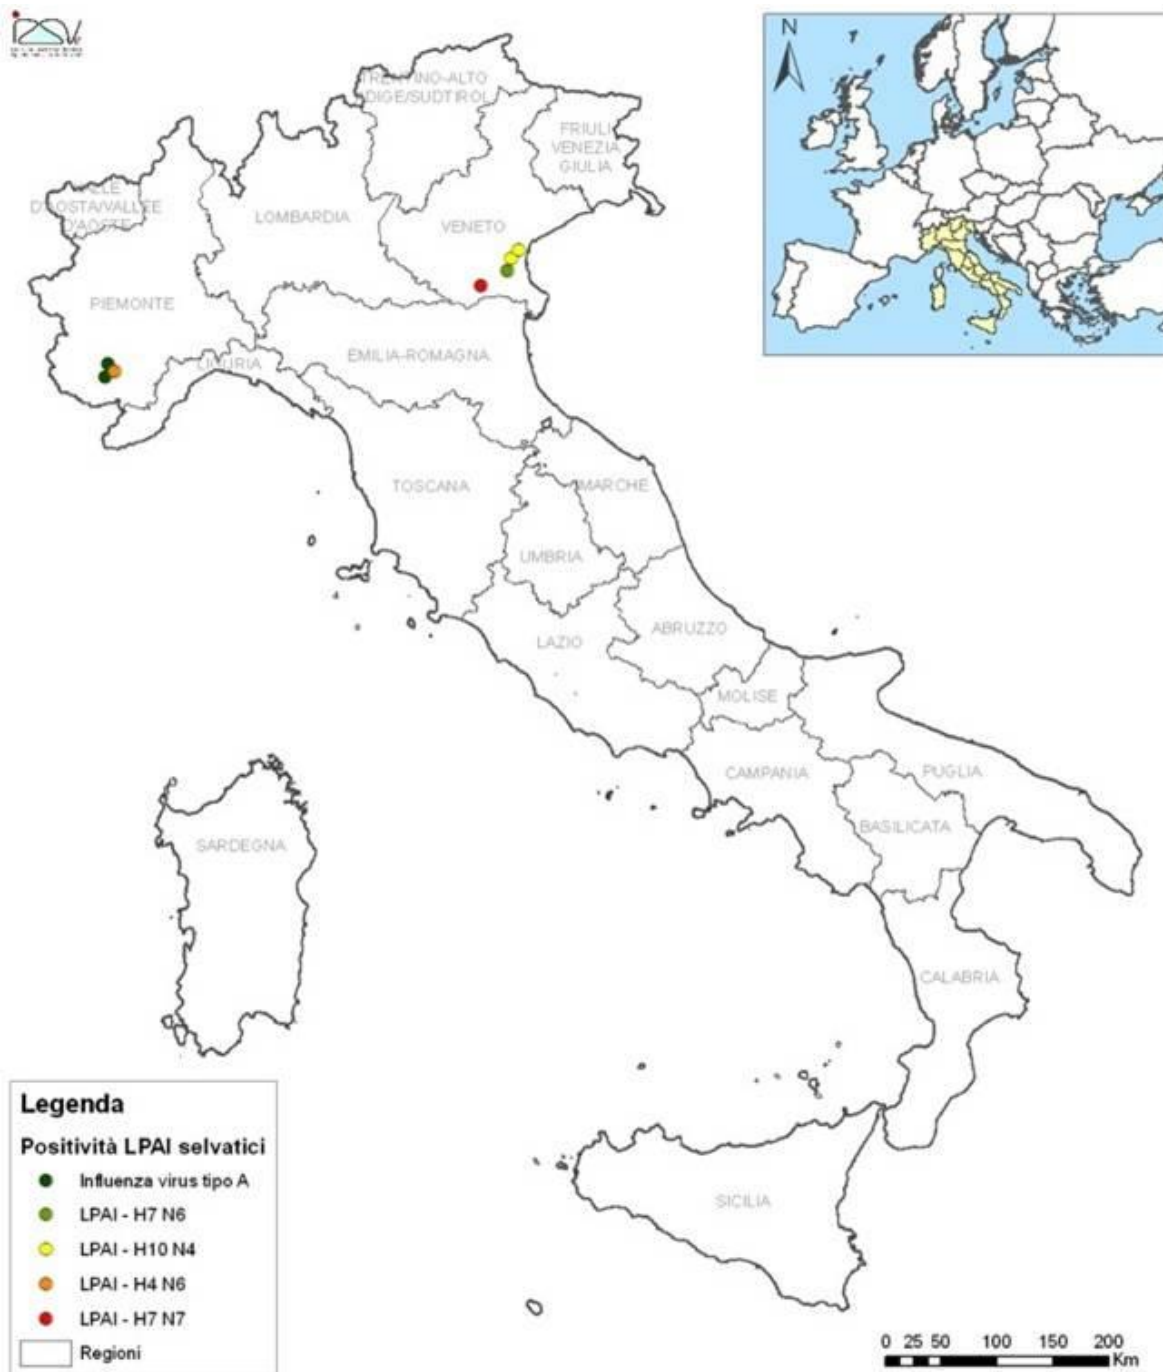 N
TRENTINO-ALTO
ADIGE/SUDTIROL
FRIULI
VENEZIA
GIULIA
VALLE
D'AOSTA/VALLEE
D'AOSTE
LOMBARDIA
VENETO
PIEMONTE
EMILIA-ROMAGNA
LIGURIA
TOSCANA
MARCHE
UMBRIA
LAZIO
ABRUZZO
MOLISE
CAMPANIA
PUGLIA
BASILICATA
SARDEGNA
CALABRIA
SICILIA
Legenda
Positività LPAI selvatici
Influenza virus tipo A
LPAI - H7 N6
LPAI - H10 N4
LPAI - H4 N6
LPAI - H7 N7
Regioni
0 25 50 100 150 200
Km